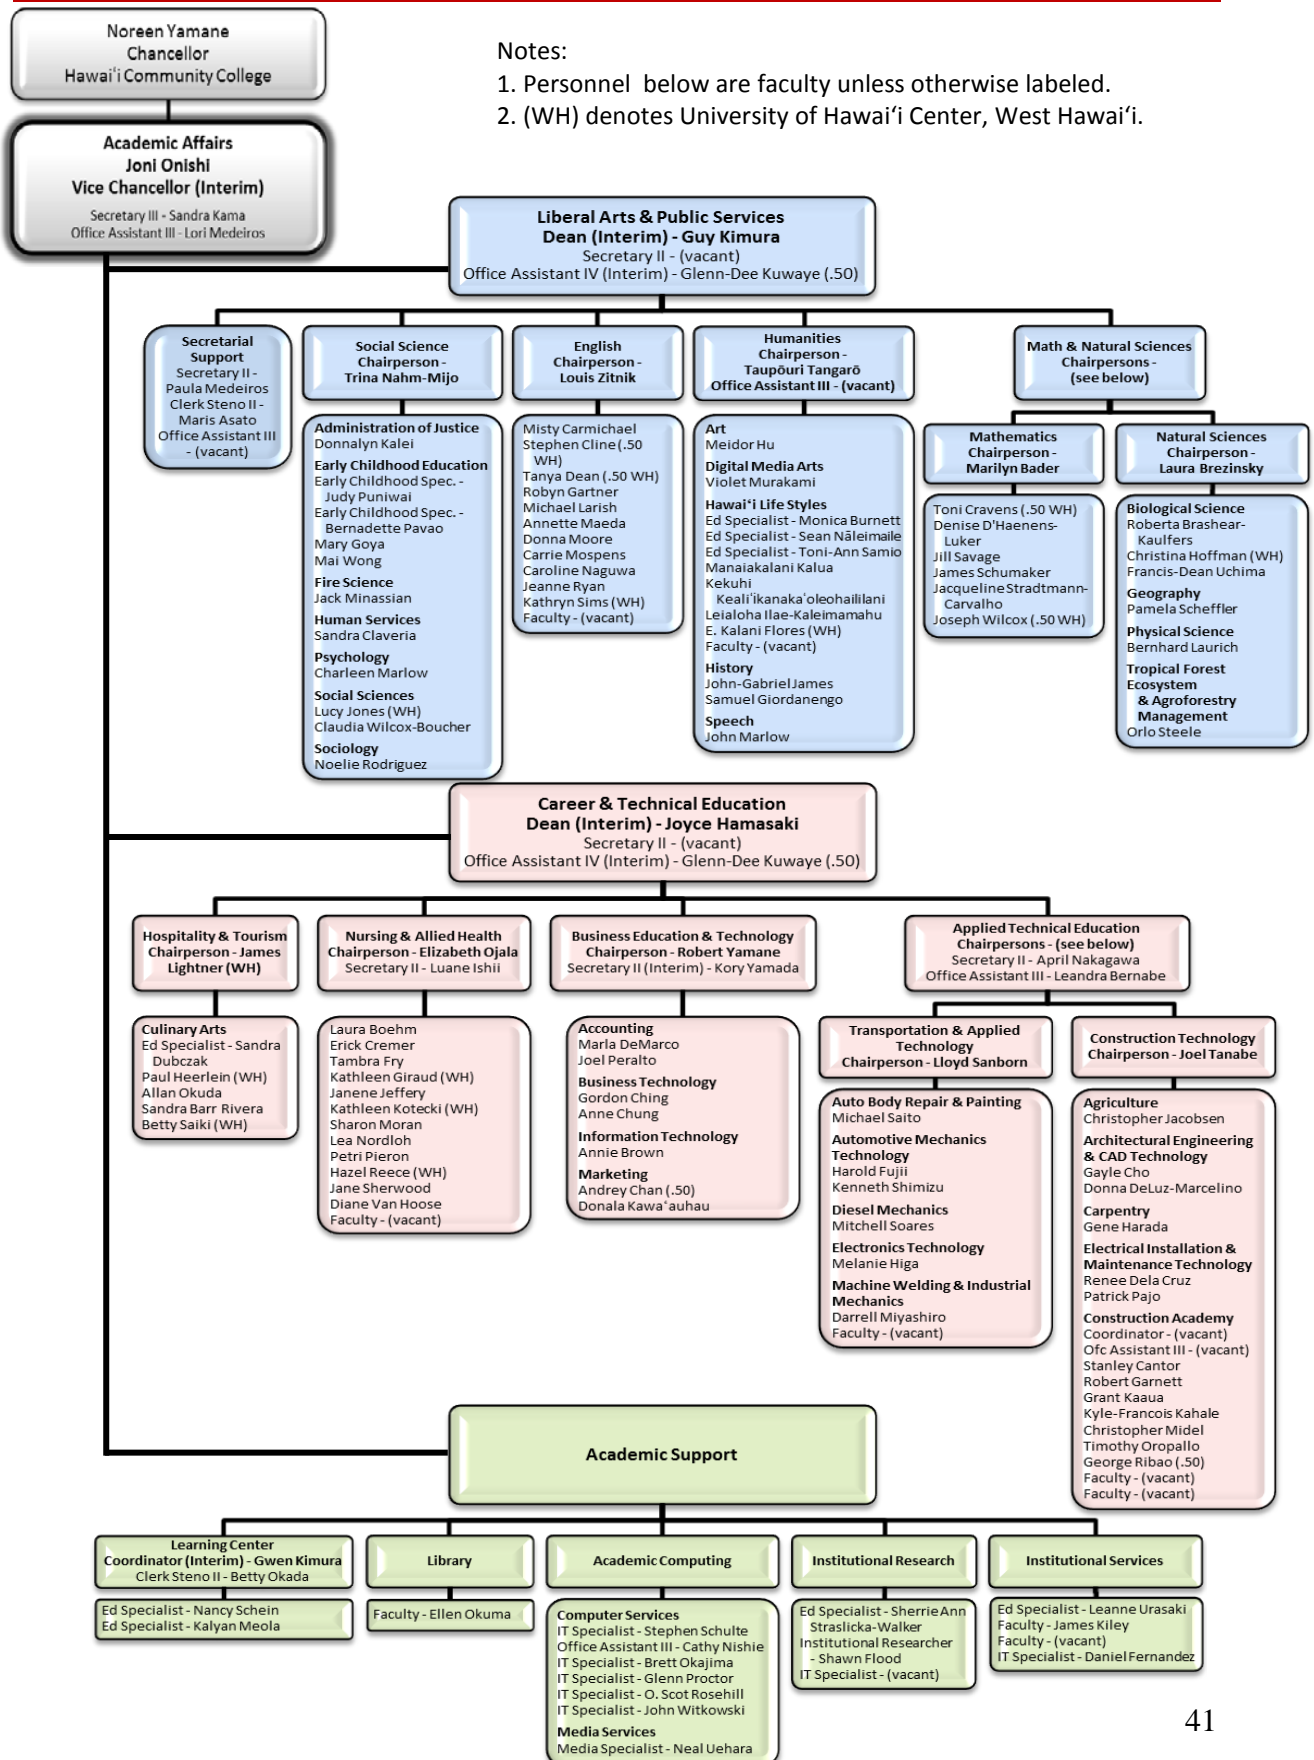 Noreen Yamane
Chancellor
Hawaiʻi Community College
Notes:
1. Personnel  below are faculty unless otherwise labeled.
2. (WH) denotes University of Hawaiʻi Center, West Hawaiʻi.
Academic Affairs
Joni Onishi
Vice Chancellor (Interim)
Secretary III - Sandra Kama
Office Assistant III - Lori Medeiros
Liberal Arts & Public Services
Dean (Interim) - Guy Kimura
Secretary II - (vacant)
Office Assistant IV (Interim) - Glenn-Dee Kuwaye (.50)
Secretarial
Support
Secretary II -
Paula Medeiros
Clerk Steno II -
Maris Asato
Office Assistant III
- (vacant)
Social Science
Chairperson -
Trina Nahm-Mijo
Administration of Justice
Donnalyn Kalei
Early Childhood Education
Early Childhood Spec. -
Judy Puniwai
Early Childhood Spec. -
Bernadette Pavao
Mary Goya
Mai Wong
Fire Science
Jack Minassian
Human Services
Sandra Claveria
Psychology
Charleen Marlow
Social Sciences
Lucy Jones (WH)
Claudia Wilcox-Boucher
Sociology
Noelie Rodriguez
English
Chairperson -
Louis Zitnik
Misty Carmichael
Stephen Cline (.50
WH)
Tanya Dean (.50 WH)
Robyn Gartner
Michael Larish
Annette Maeda
Donna Moore
Carrie Mospens
Caroline Naguwa
Jeanne Ryan
Kathryn Sims (WH)
Faculty - (vacant)
Humanities
Chairperson -
Taupōuri Tangarō
Office Assistant III - (vacant)
Art
Meidor Hu
Digital Media Arts
Violet Murakami
Hawaiʻi Life Styles
Ed Specialist - Monica Burnett
Ed Specialist - Sean Nāleimaile
Ed Specialist - Toni-Ann Samio
Manaiakalani Kalua
Kekuhi
Kealiʻikanakaʻoleohaililani
Leialoha Ilae-Kaleimamahu
E. Kalani Flores (WH)
Faculty - (vacant)
History
John-Gabriel James
Samuel Giordanengo
Speech
John Marlow
Math & Natural Sciences
Chairpersons -
(see below)
Mathematics
Chairperson -
Marilyn Bader
Toni Cravens (.50 WH)
Denise D'Haenens-
Luker
Jill Savage
James Schumaker
Jacqueline Stradtmann-
Carvalho
Joseph Wilcox (.50 WH)
Natural Sciences
Chairperson -
Laura Brezinsky
Biological Science
Roberta Brashear-
Kaulfers
Christina Hoffman (WH)
Francis-Dean Uchima
Geography
Pamela Scheffler
Physical Science
Bernhard Laurich
Tropical Forest
Ecosystem
& Agroforestry
Management
Orlo Steele
Career & Technical Education
Dean (Interim) - Joyce Hamasaki
Secretary II - (vacant)
Office Assistant IV (Interim) - Glenn-Dee Kuwaye (.50)
Hospitality & Tourism
Chairperson - James
Lightner (WH)
Culinary Arts
Ed Specialist - Sandra
Dubczak
Paul Heerlein (WH)
Allan Okuda
Sandra Barr Rivera
Betty Saiki (WH)
Nursing & Allied Health
Chairperson - Elizabeth Ojala
Secretary II - Luane Ishii
Laura Boehm
Erick Cremer
Tambra Fry
Kathleen Giraud (WH)
Janene Jeffery
Kathleen Kotecki (WH)
Sharon Moran
Lea Nordloh
Petri Pieron
Hazel Reece (WH)
Jane Sherwood
Diane Van Hoose
Faculty - (vacant)
Business Education & Technology
Chairperson - Robert Yamane
Secretary II (Interim) - Kory Yamada
Accounting
Marla DeMarco
Joel Peralto
Business Technology
Gordon Ching
Anne Chung
Information Technology
Annie Brown
Marketing
Andrey Chan (.50)
Donala Kawaʻauhau
Applied Technical Education
Chairpersons - (see below)
Secretary II - April Nakagawa
Office Assistant III - Leandra Bernabe
Transportation & Applied
Technology
Chairperson - Lloyd Sanborn
Auto Body Repair & Painting
Michael Saito
Automotive Mechanics
Technology
Harold Fujii
Kenneth Shimizu
Diesel Mechanics
Mitchell Soares
Electronics Technology
Melanie Higa
Machine Welding & Industrial
Mechanics
Darrell Miyashiro
Faculty - (vacant)
Construction Technology
Chairperson - Joel Tanabe
Agriculture
Christopher Jacobsen
Architectural Engineering
& CAD Technology
Gayle Cho
Donna DeLuz-Marcelino
Carpentry
Gene Harada
Electrical Installation &
Maintenance Technology
Renee Dela Cruz
Patrick Pajo
Construction Academy
Coordinator - (vacant)
Ofc Assistant III - (vacant)
Stanley Cantor
Robert Garnett
Grant Kaaua
Kyle-Francois Kahale
Christopher Midel
Timothy Oropallo
George Ribao (.50)
Faculty - (vacant)
Faculty - (vacant)
Academic Support
Learning Center
Coordinator (Interim) - Gwen Kimura
Clerk Steno II - Betty Okada
Ed Specialist - Nancy Schein
Ed Specialist - Kalyan Meola
Library
Faculty - Ellen Okuma
Academic Computing
Computer Services
IT Specialist - Stephen Schulte
Office Assistant III - Cathy Nishie
IT Specialist - Brett Okajima
IT Specialist - Glenn Proctor
IT Specialist - O. Scot Rosehill
IT Specialist - John Witkowski
Media Services
Media Specialist - Neal Uehara
Institutional Research
Ed Specialist - Sherrie Ann
Straslicka-Walker
Institutional Researcher
- Shawn Flood
IT Specialist - (vacant)
Institutional Services
Ed Specialist - Leanne Urasaki
Faculty - James Kiley
Faculty - (vacant)
IT Specialist - Daniel Fernandez
41